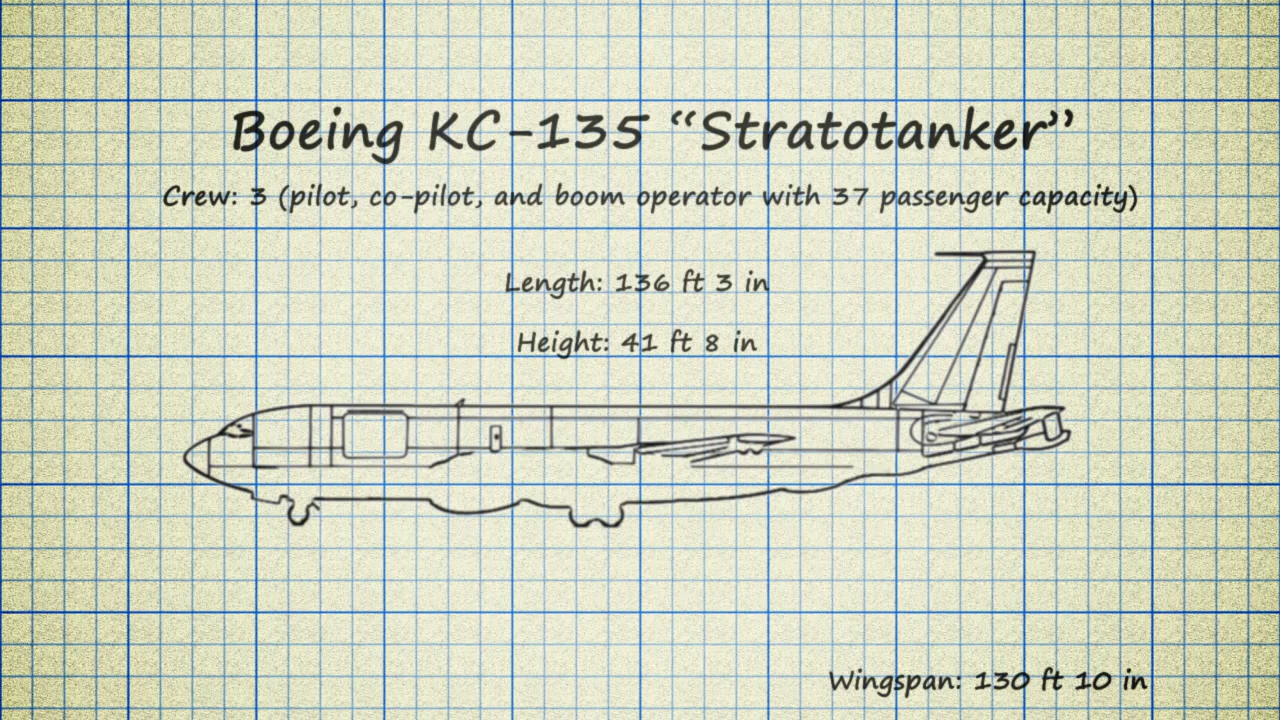 Boeing KC-135 “Stratotanker”
Crew: 3 (pilot, co-pilot, and boom operator with 37 passenger capacity)
Length: 136 ft 3 in
Height: 41 ft 8 in
Wingspan: 130 ft 10 in